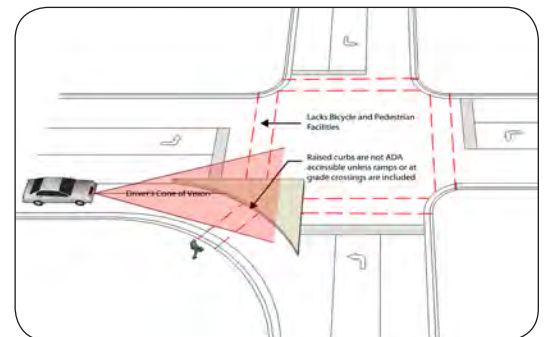 Lacks Bicycle and Pedestrian
Facilities
Raised curbs are not ADA
accessible unless ramps or at
grade crossings are included
Driver's Cone of Vision